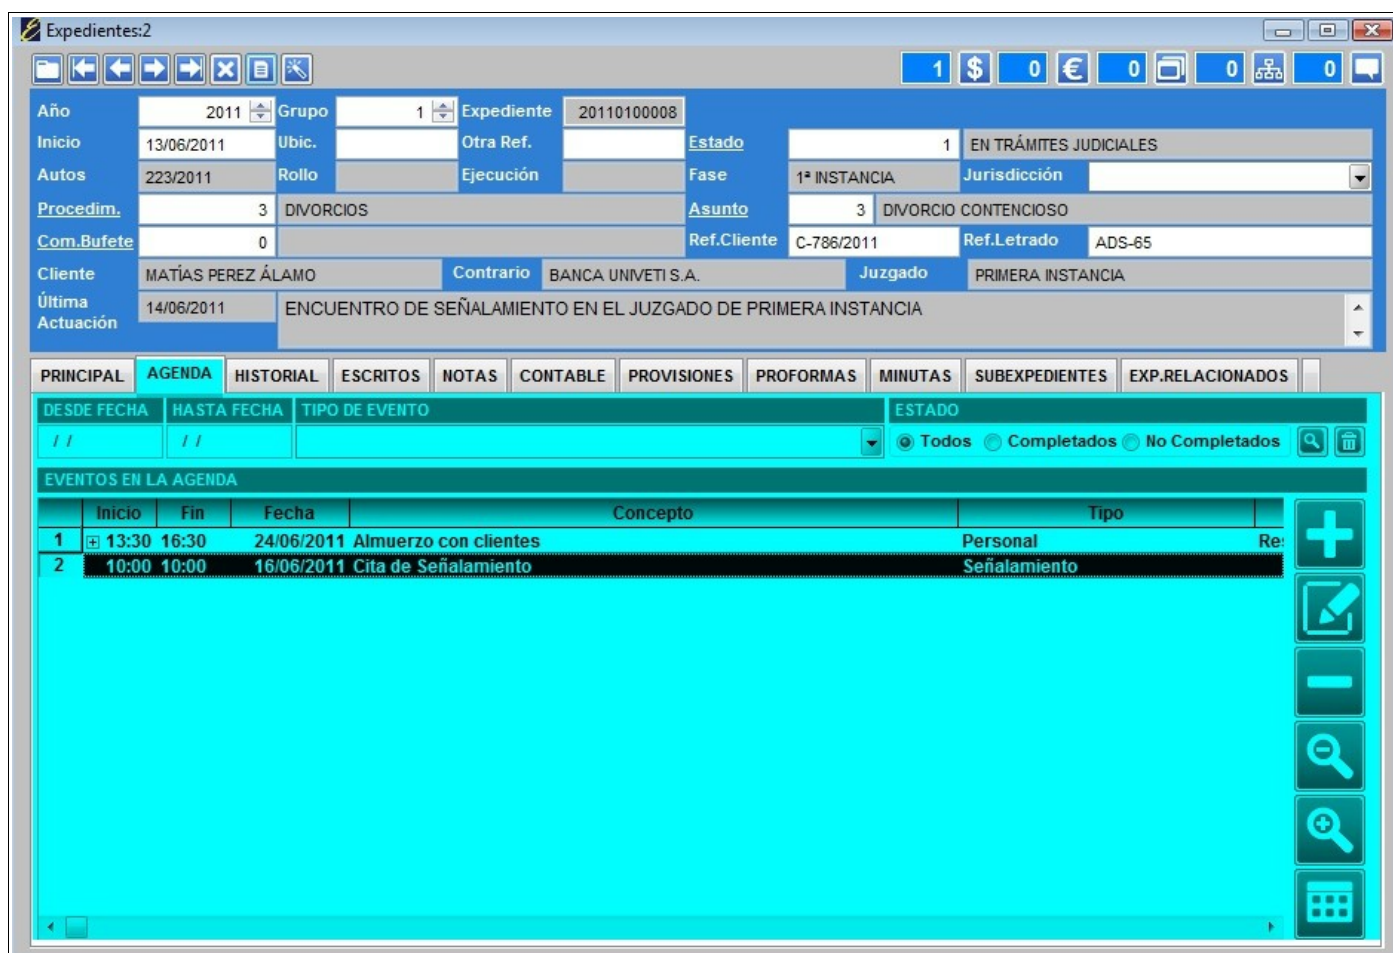 Expedientes:2
1 $ 0 € 0 0 0
Año 2011 Grupo 1 Expediente 20110100008
Inicio 13/06/2011 Ubic. Otra Ref. Estado 1 EN TRÁMITES JUDICIALES
Autos 223/2011 Rollo Ejecución Fase 1ª INSTANCIA Jurisdicción
Procedim. 3 DIVORCIOS Asunto 3 DIVORCIO CONTENCIOSO
Com.Bufete 0 Ref.Cliente C-786/2011 Ref.Letrado ADS-65
Cliente MATÍAS PEREZ ÁLAMO Contrario BANCA UNIVETI S.A. Juzgado PRIMERA INSTANCIA
Última Actuación 14/06/2011 ENCUENTRO DE SEÑALAMIENTO EN EL JUZGADO DE PRIMERA INSTANCIA
PRINCIPAL AGENDA HISTORIAL ESCRITOS NOTAS CONTABLE PROVISIONES PROFORMAS MINUTAS SUBEXPEDIENTES EXP.RELACIONADOS
DESDE FECHA HASTA FECHA TIPO DE EVENTO ESTADO
/ / / / Todos Completados No Completados
EVENTOS EN LA AGENDA
Inicio Fin Fecha Concepto Tipo
1 13:30 16:30 24/06/2011 Almuerzo con clientes Personal
2 10:00 10:00 16/06/2011 Cita de Señalamiento Señalamiento